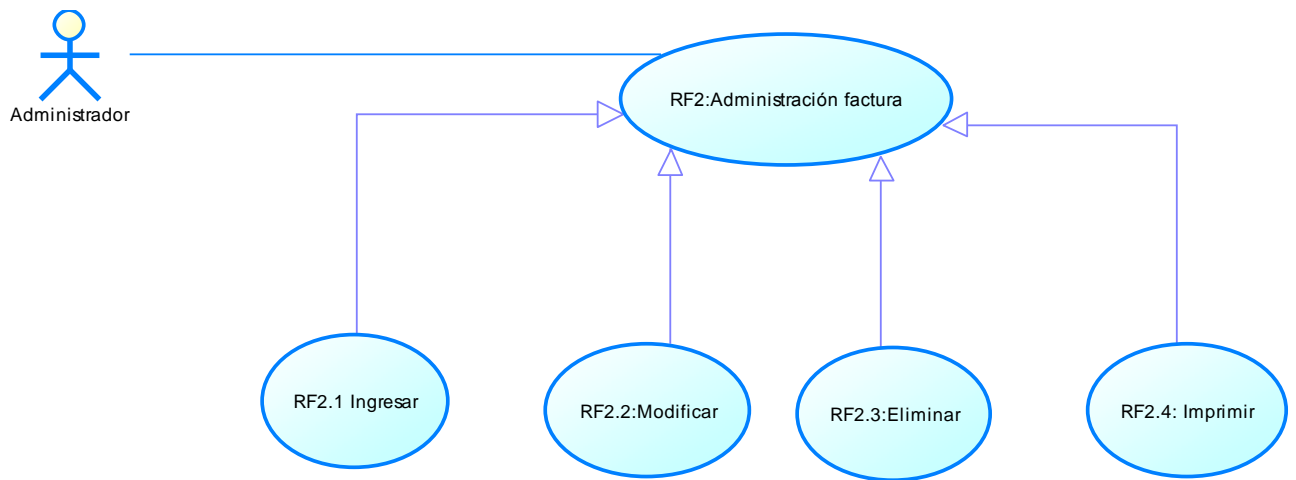 Administrador
RF2:Administración factura
RF2.1 Ingresar
RF2.2:Modificar
RF2.3:Eliminar
RF2.4: Imprimir